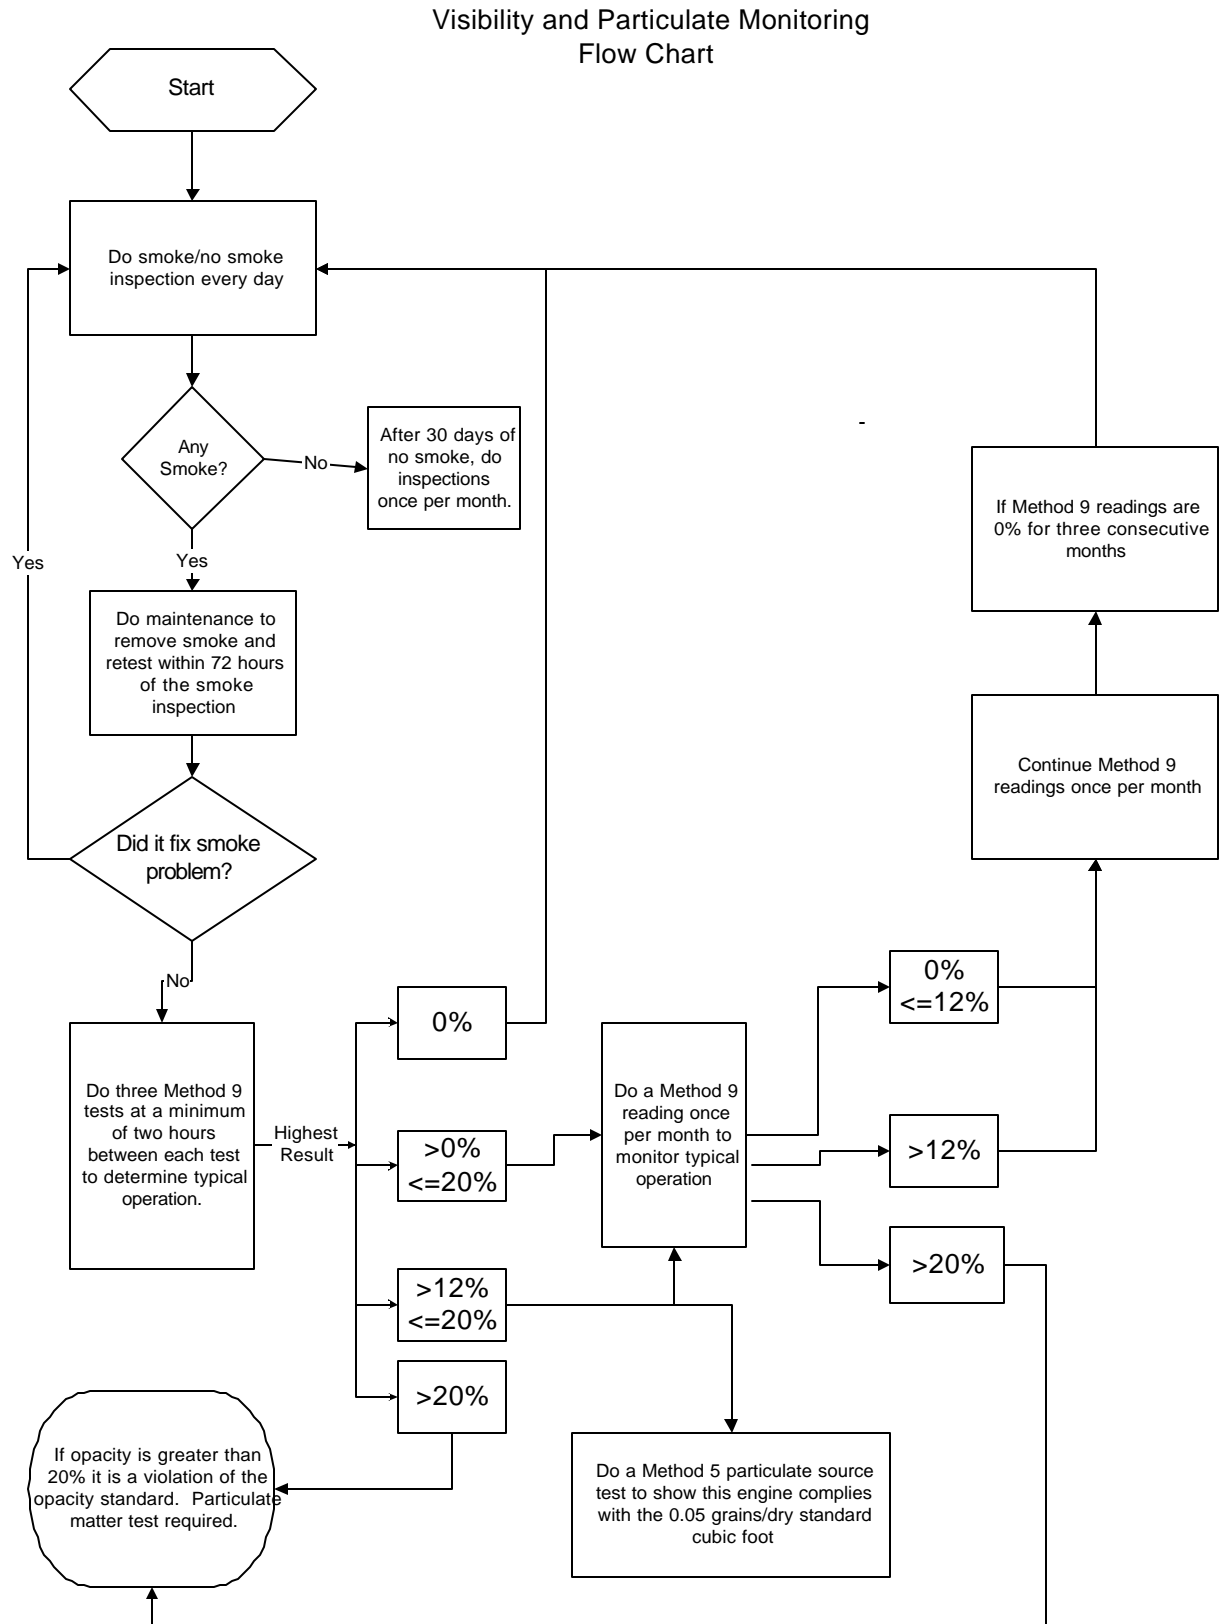 Visibility and Particulate Monitoring
Flow Chart
Start
Do smoke/no smoke
inspection every day
Any
Smoke?
No
After 30 days of
no smoke, do
inspections
once per month.
-
If Method 9 readings are
0% for three consecutive
months
Yes
Yes
Do maintenance to
remove smoke and
retest within 72 hours
of the smoke
inspection
Continue Method 9
readings once per month
Did it fix smoke
problem?
No
Do three Method 9
tests at a minimum
of two hours
between each test
to determine typical
operation.
Highest
Result
0%
>0%
<=20%
>12%
<=20%
>20%
Do a Method 9
reading once
per month to
monitor typical
operation
0%
<=12%
>12%
>20%
If opacity is greater than
20% it is a violation of the
opacity standard.  Particulate
matter test required.
Do a Method 5 particulate source
test to show this engine complies
with the 0.05 grains/dry standard
cubic foot